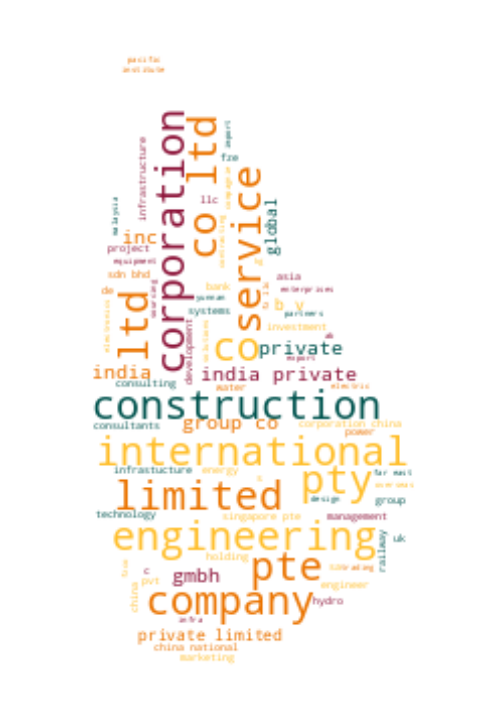 pacific
institute
corporation
co ltd
import
fze
infrastructure
service
llc
malaysia
global
inc
project
equipment
sdn bhd
asia
enterprises
de
bank
yunnan
b v
partners
systems
ltd
investment
co
private
export
development
india
india private
consulting
water
electric
construction
consultants
group co
corporation china
power
international
infrastucture
energy
far east
pty
limited
design
group
technology
singapore pte
management
engineering
uk
railway
holding
pte
trading
c
gmbh
pvt
china
engineer
company
hydro
infra
private limited
china national
marketing